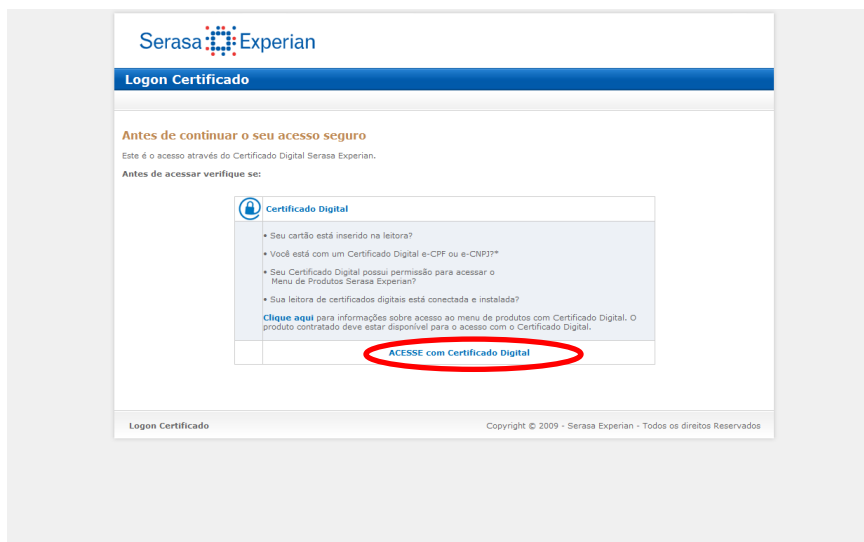 Serasa Experian
Logon Certificado
Antes de continuar o seu acesso seguro
Este é o acesso através do Certificado Digital Serasa Experian.
Antes de acessar verifique se:
Certificado Digital
• Seu cartão está inserido na leitora?
• Você está com um Certificado Digital e-CPF ou e-CNPJ?*
• Seu Certificado Digital possui permissão para acessar o
Menu de Produtos Serasa Experian?
• Sua leitora de certificados digitais está conectada e instalada?
Clique aqui para informações sobre acesso ao menu de produtos com Certificado Digital. O
produto contratado deve estar disponível para o acesso com o Certificado Digital.
ACESSE com Certificado Digital
Logon Certificado
Copyright © 2009 - Serasa Experian - Todos os direitos Reservados